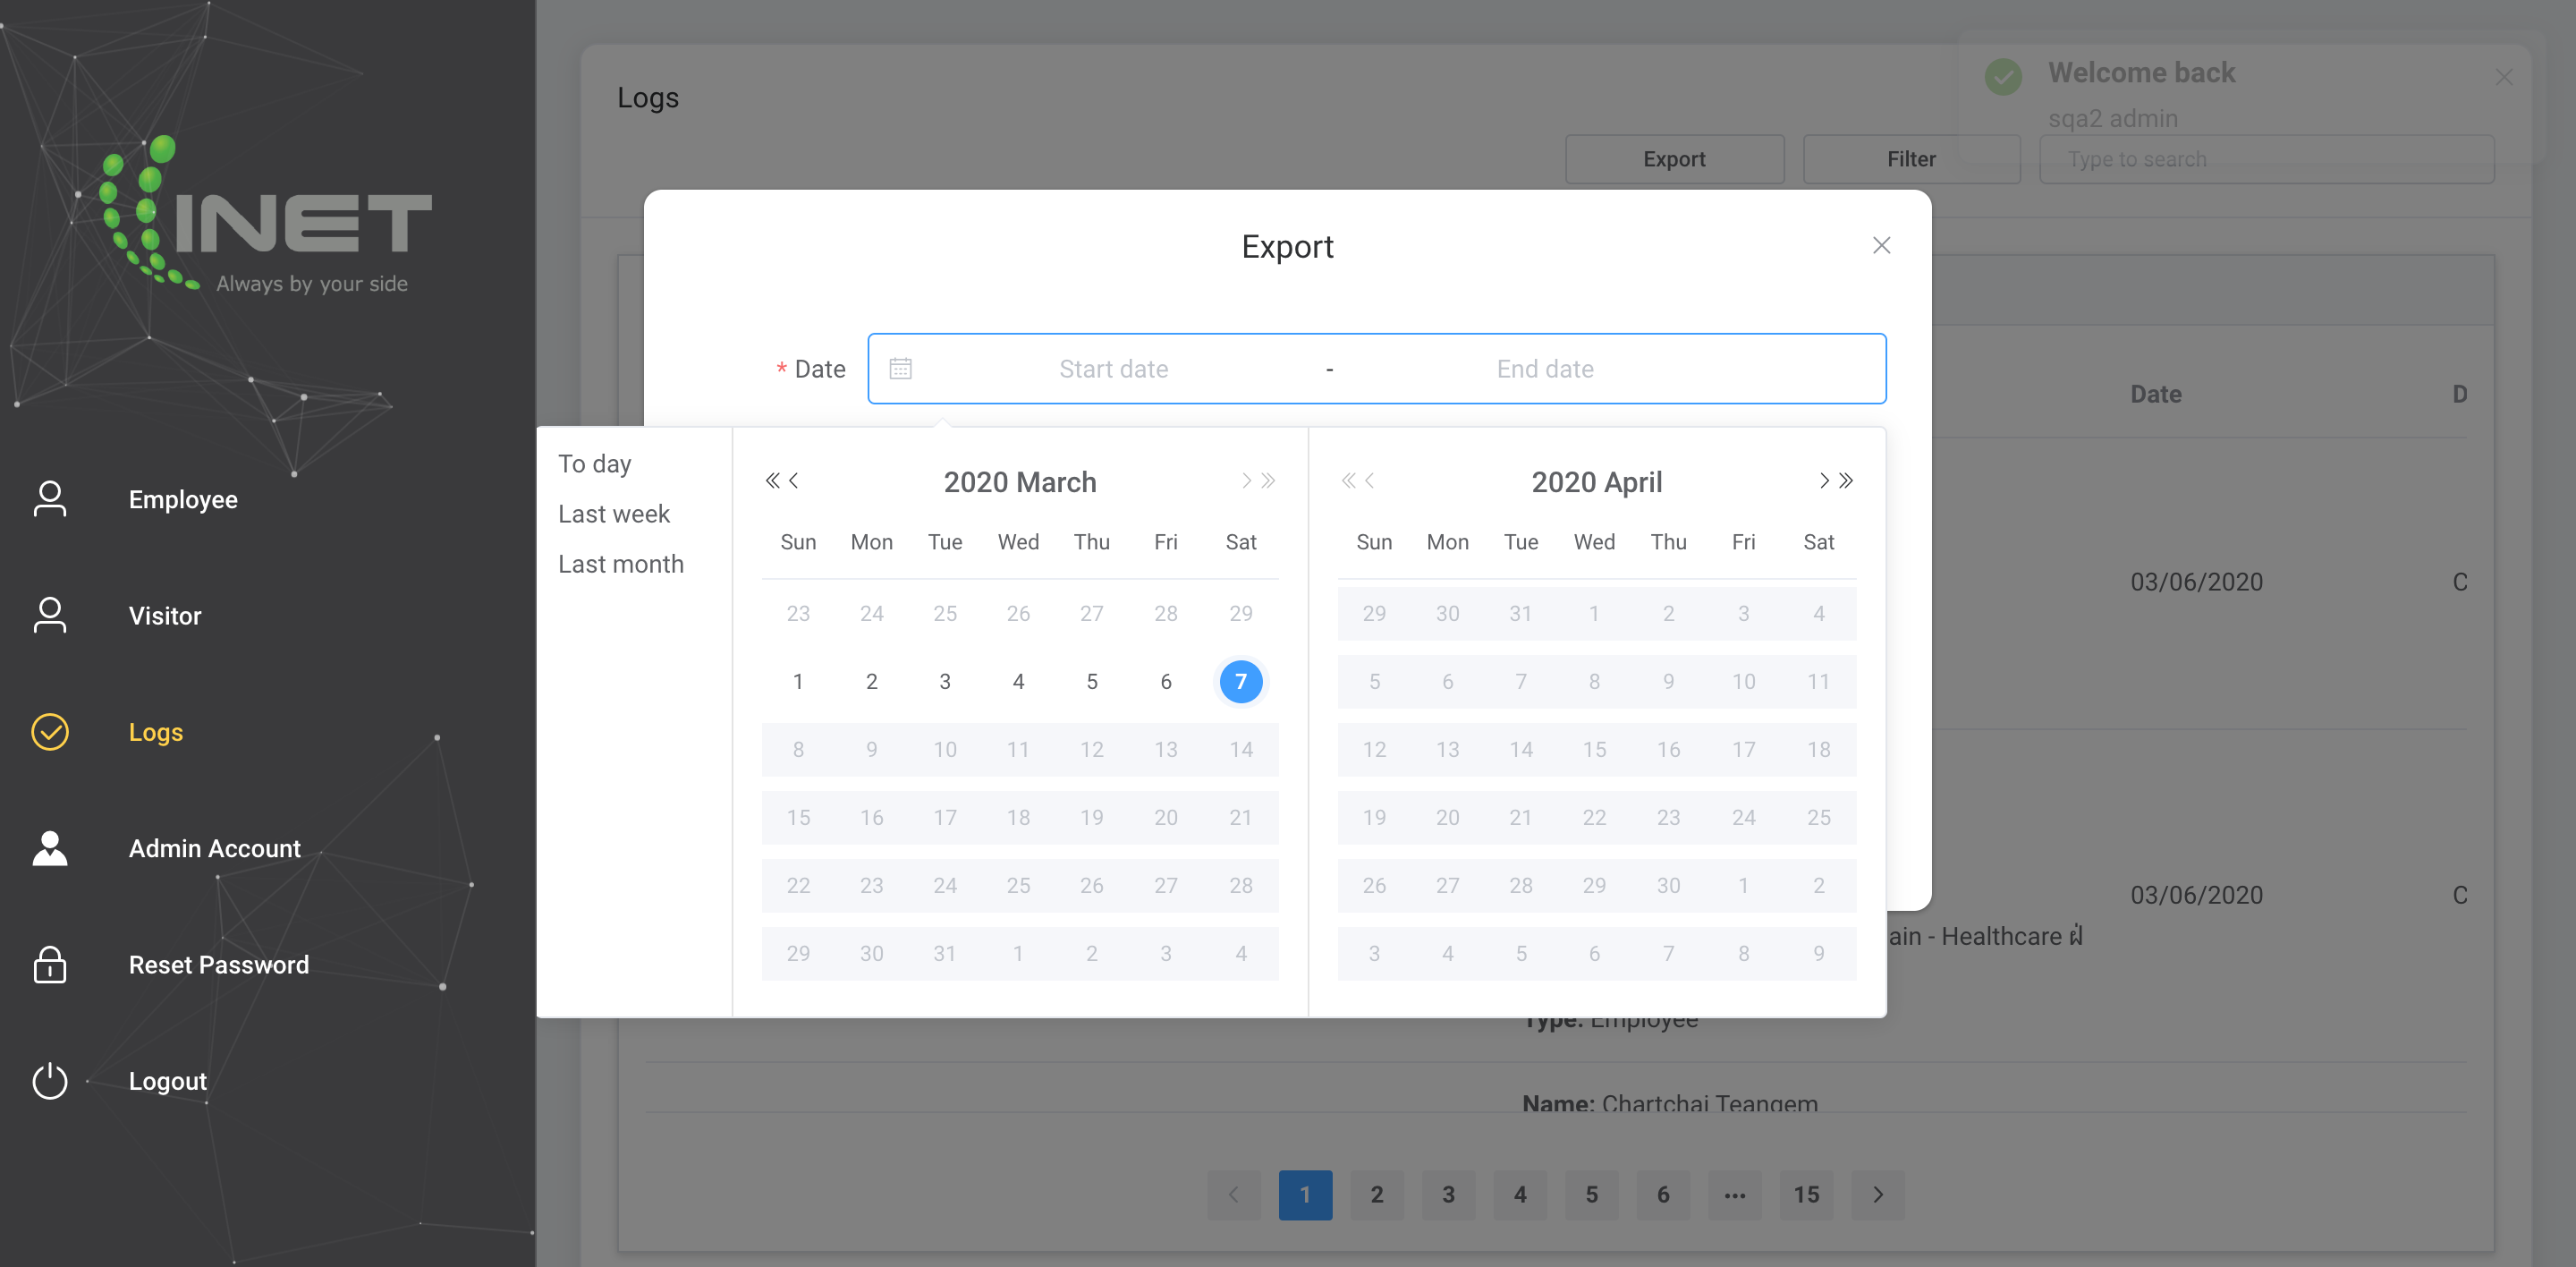 INET
Always by your side
Employee
Visitor
Logs
Admin Account
Reset Password
Logout
Logs
Welcome back
sqa2 admin
Export
Filter
Type to search
Export
* Date
Start date
-
End date
To day
Last week
Last month
2020 March
Sun Mon Tue Wed Thu Fri Sat
23 24 25 26 27 28 29
1 2 3 4 5 6 7
8 9 10 11 12 13 14
15 16 17 18 19 20 21
22 23 24 25 26 27 28
29 30 31 1 2 3 4
2020 April
Sun Mon Tue Wed Thu Fri Sat
29 30 31 1 2 3 4
5 6 7 8 9 10 11
12 13 14 15 16 17 18
19 20 21 22 23 24 25
26 27 28 29 30 1 2
3 4 5 6 7 8 9
Date
D
03/06/2020
C
03/06/2020
C
ain - Healthcare ฝ่
Type: Employee
Name: Chartchai Teangem
1 2 3 4 5 6 ... 15